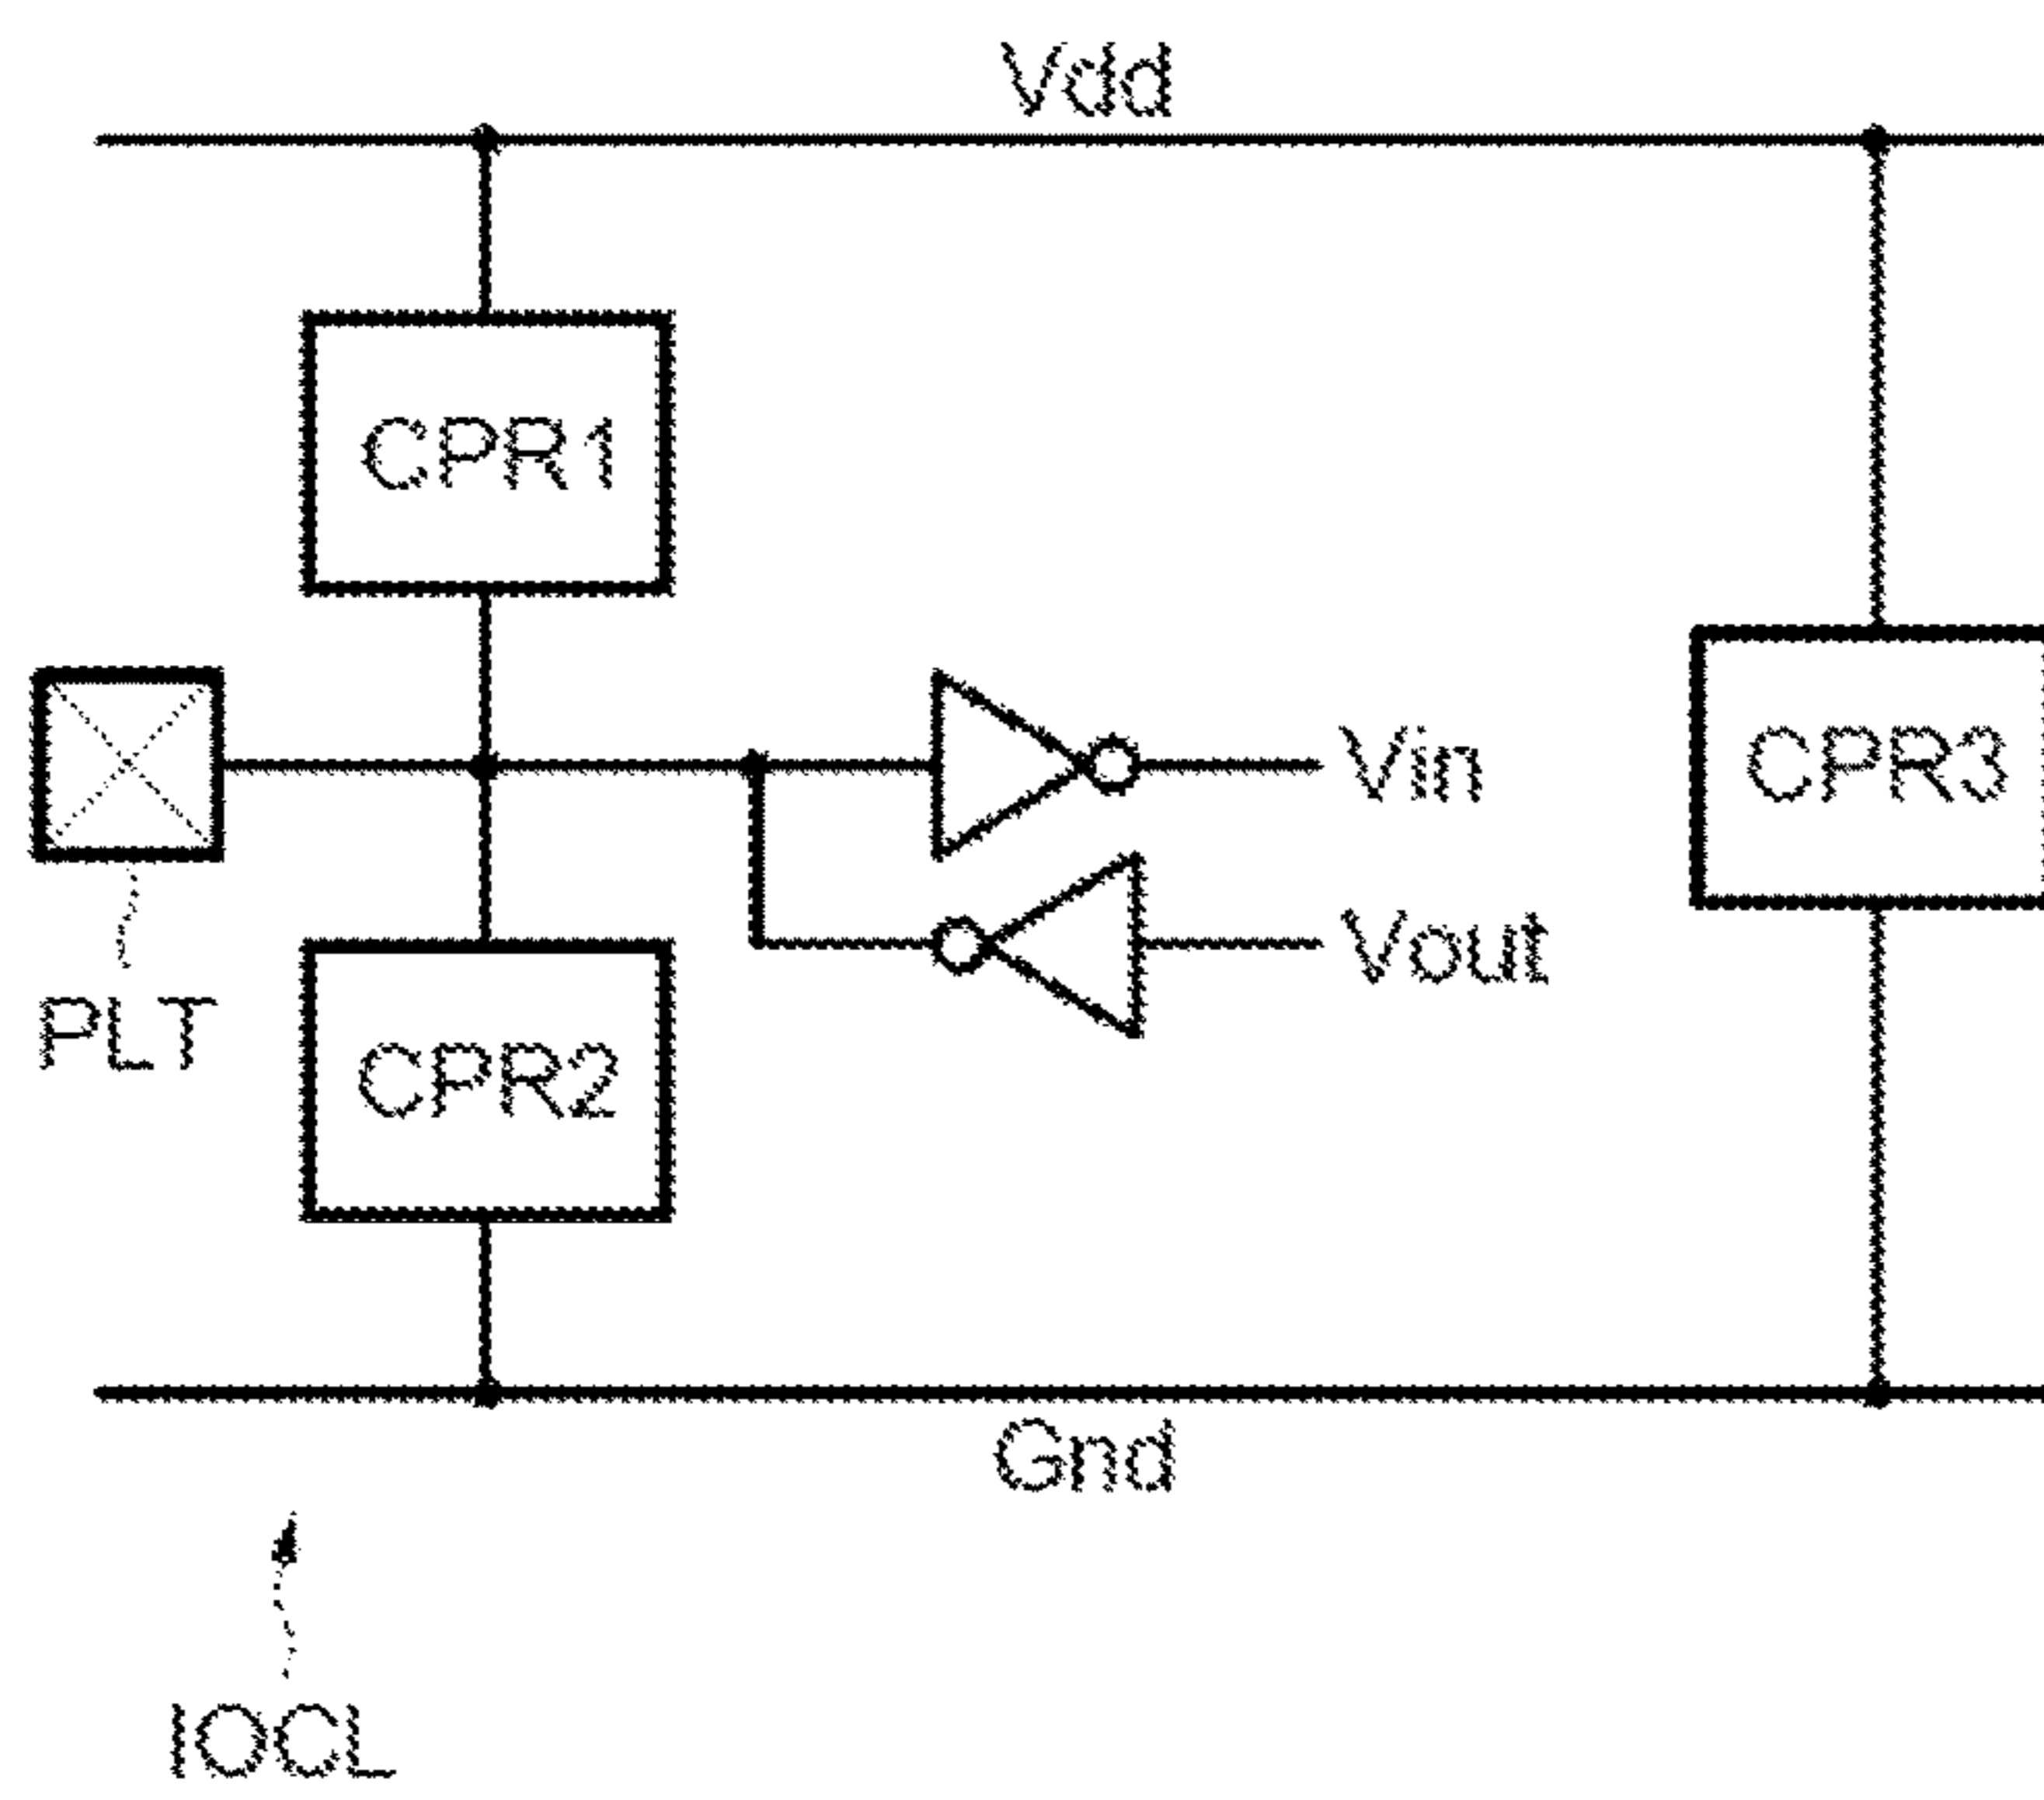 Vdd
CPR1
Vin
CPR3
Vout
PLT
CPR2
Gnd
IOCL